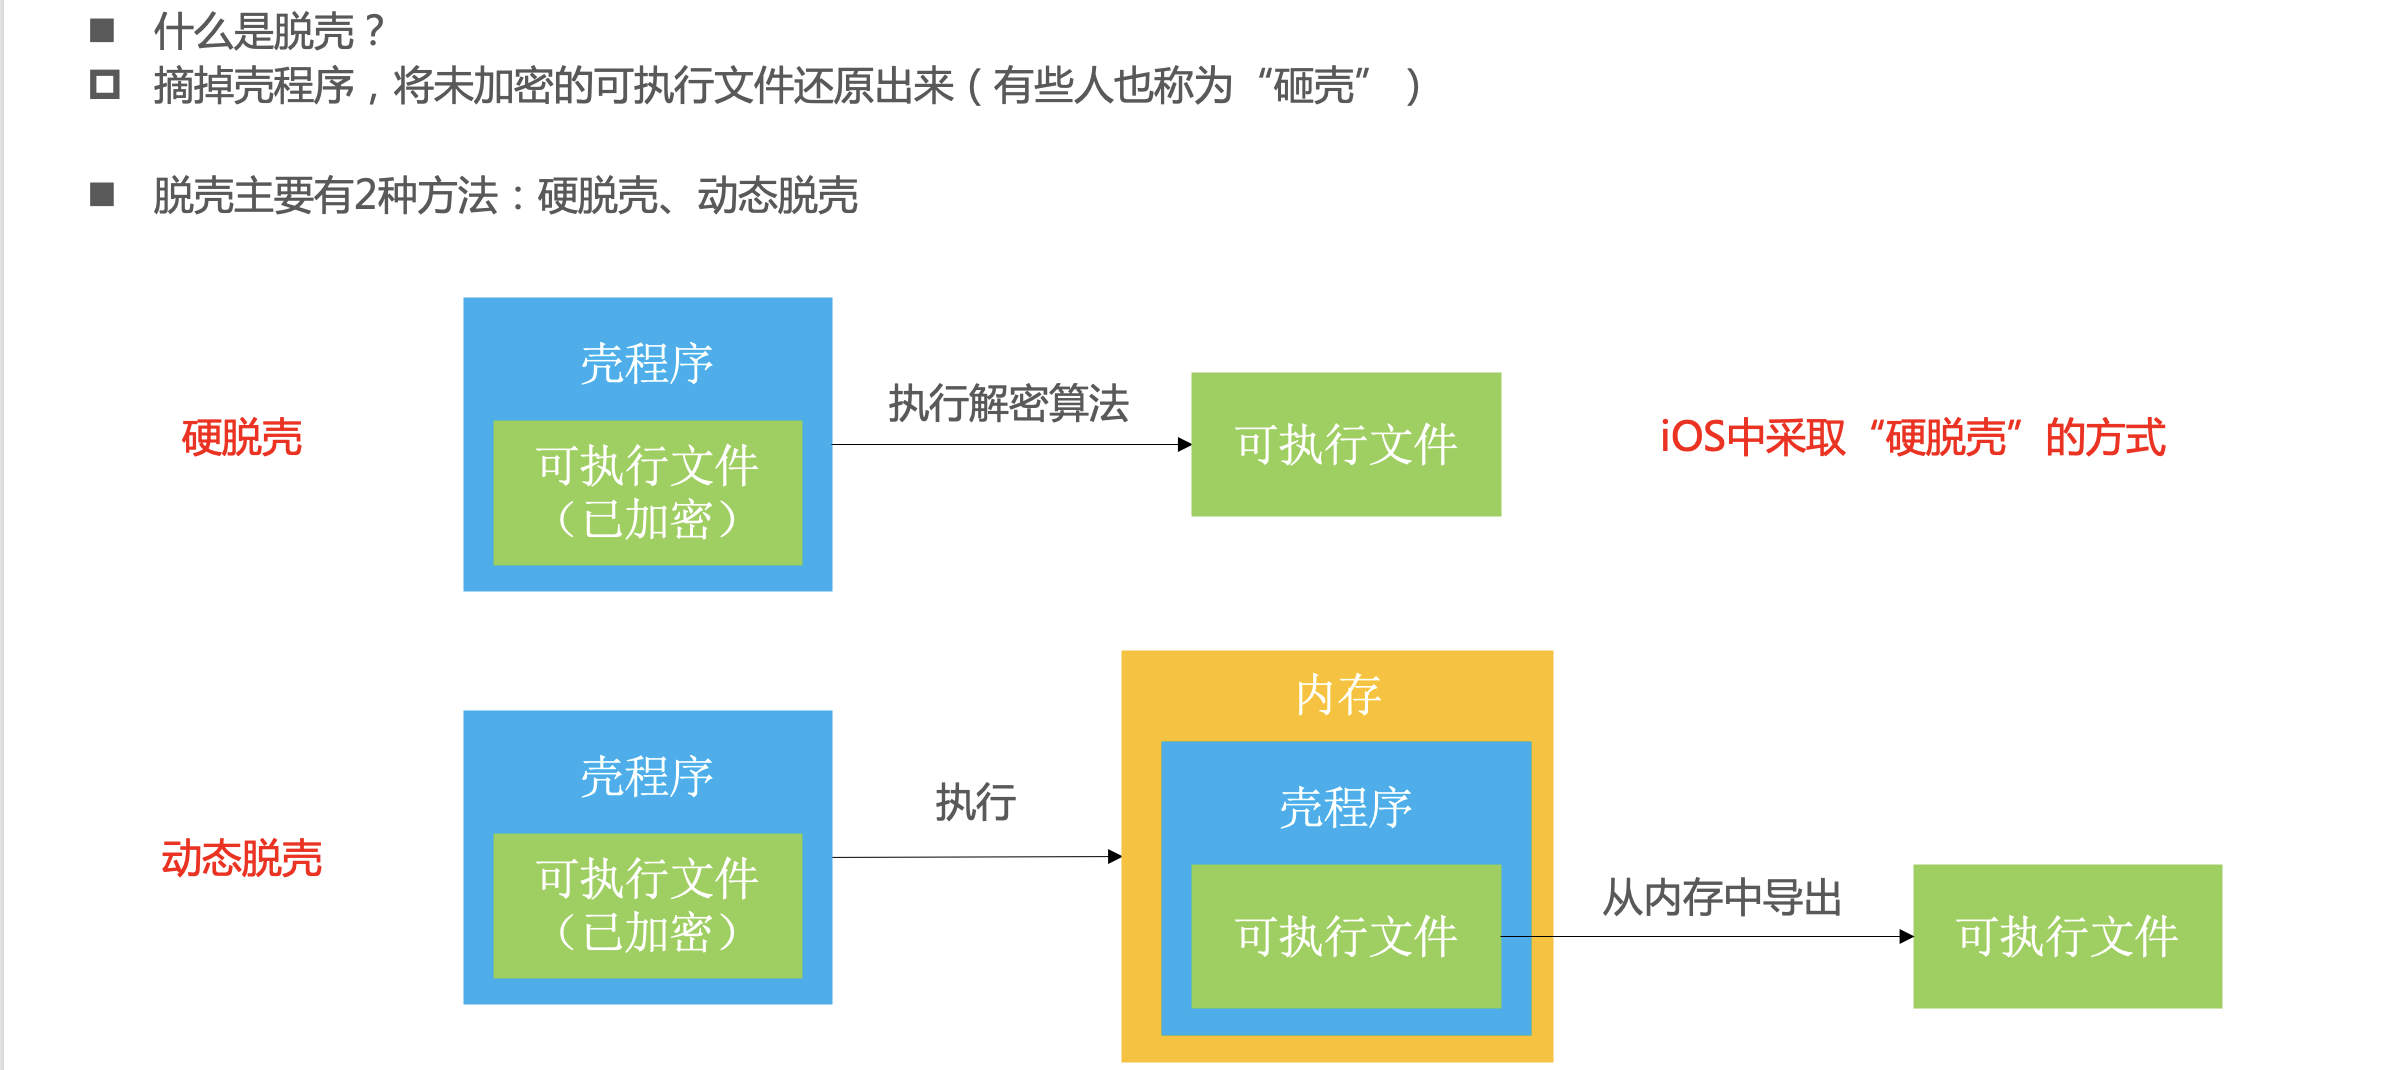 什么是脱壳？
摘掉壳程序，将未加密的可执行文件还原出来（有些人也称为“砸壳”）
脱壳主要有2种方法：硬脱壳、动态脱壳
硬脱壳
壳程序
可执行文件
（已加密）
执行解密算法
可执行文件
iOS中采取“硬脱壳”的方式
动态脱壳
壳程序
可执行文件
（已加密）
执行
内存
壳程序
可执行文件
从内存中导出
可执行文件